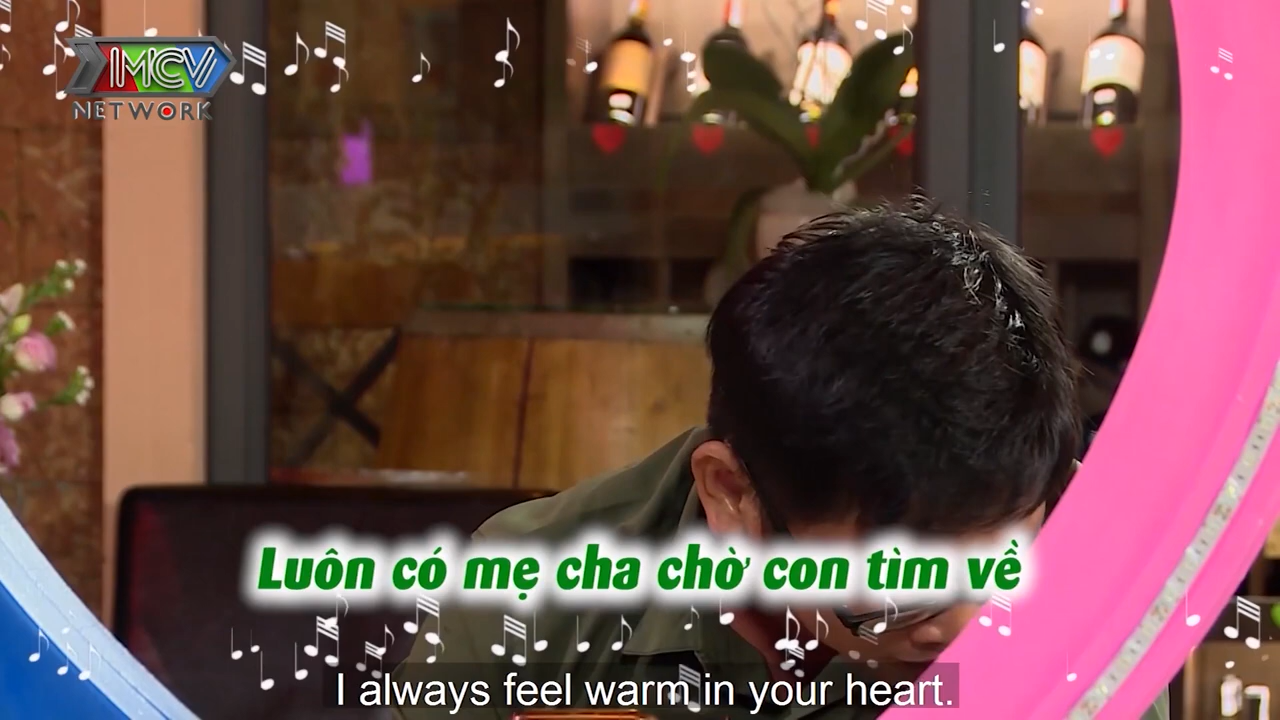 MCV
NETWORK
Luôn có mẹ cha chờ con tìm về
I always feel warm in your heart.